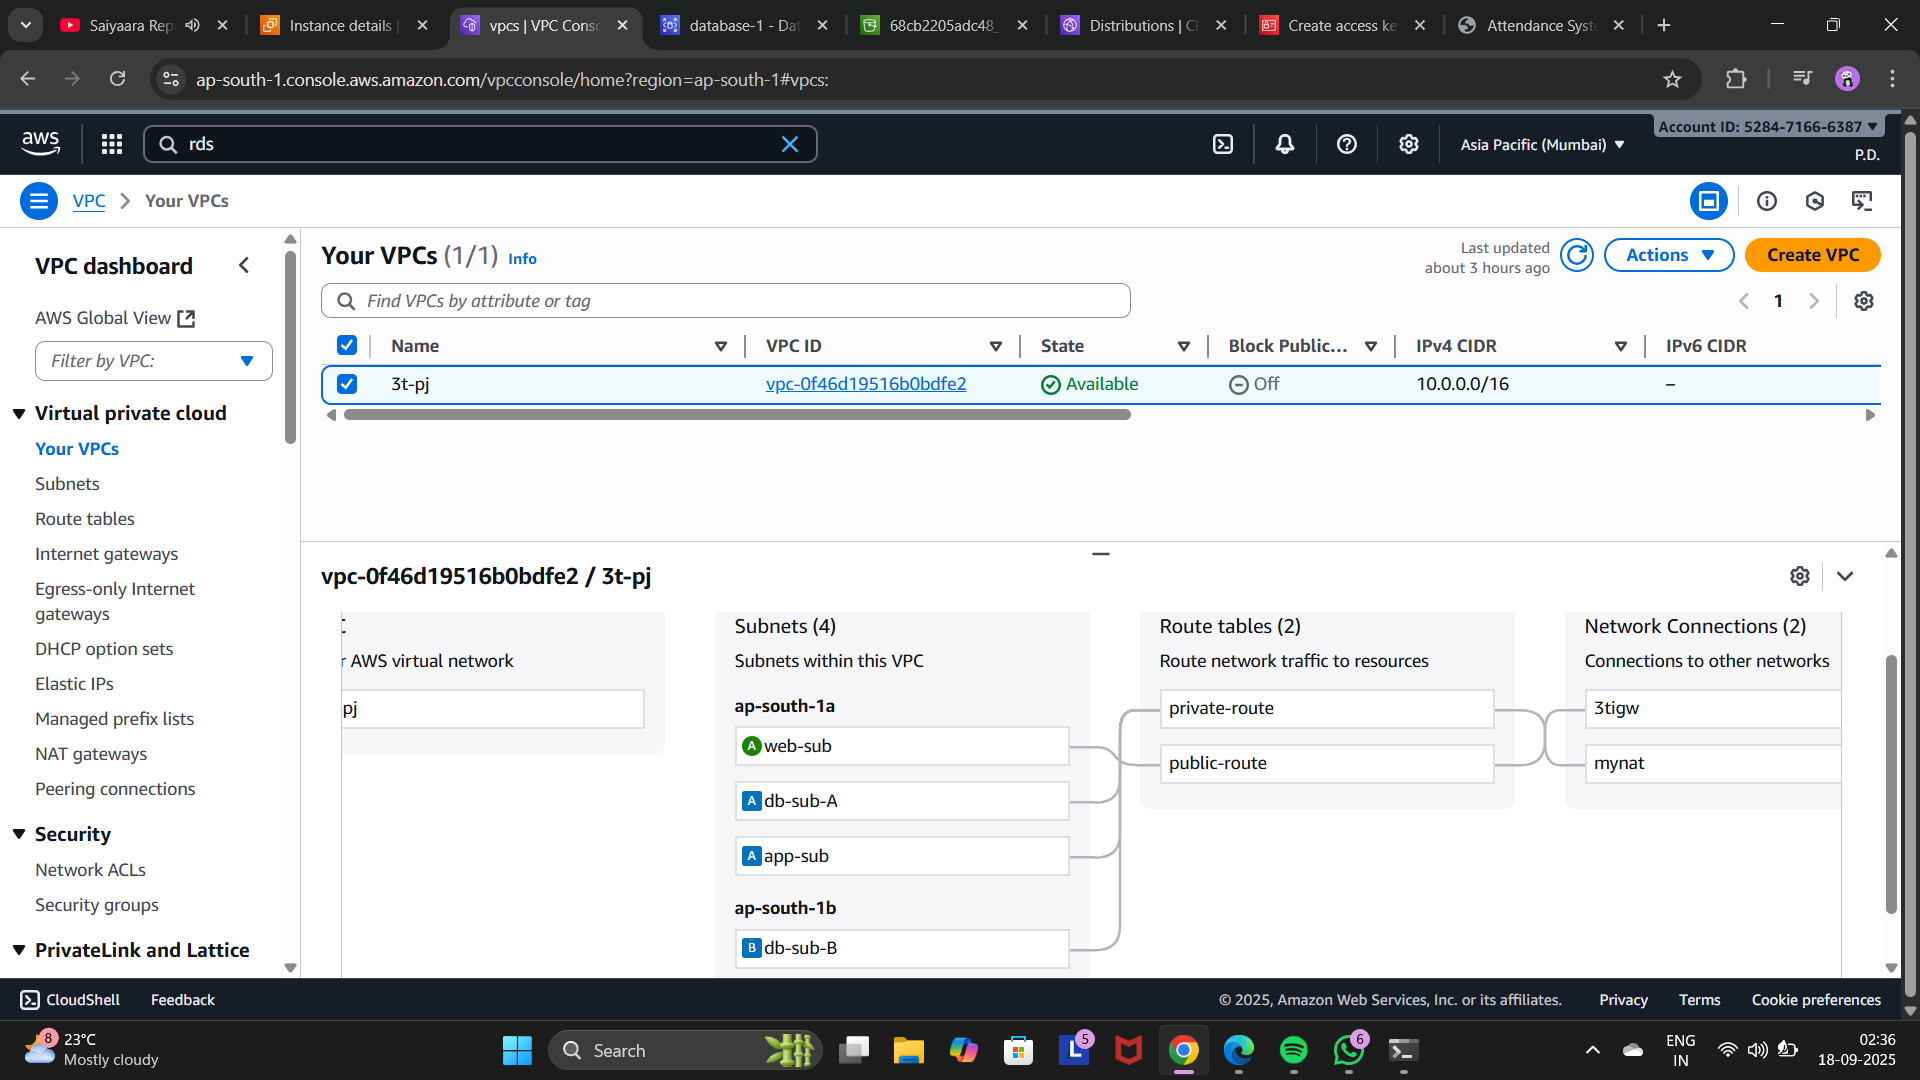 Saiyaara Rep
Instance details |
vpcs | VPC Conso
database-1 - Dat
68cb2205adc48_
Distributions | Cl
Create access ke
Attendance Syste
ap-south-1.console.aws.amazon.com/vpcconsole/home?region=ap-south-1#vpcs:
aws
rds
Asia Pacific (Mumbai)
Account ID: 5284-7166-6387
P.D.
VPC
Your VPCs
VPC dashboard
AWS Global View
Filter by VPC:
Virtual private cloud
Your VPCs
Subnets
Route tables
Internet gateways
Egress-only Internet
gateways
DHCP option sets
Elastic IPs
Managed prefix lists
NAT gateways
Peering connections
Security
Network ACLs
Security groups
PrivateLink and Lattice
Your VPCs (1/1) Info
Last updated
about 3 hours ago
Actions
Create VPC
Find VPCs by attribute or tag
1
Name VPC ID State Block Public... IPv4 CIDR IPv6 CIDR
3t-pj vpc-0f46d19516b0bdfe2 Available Off 10.0.0.0/16 –
vpc-0f46d19516b0bdfe2 / 3t-pj
r AWS virtual network
pj
Subnets (4)
Subnets within this VPC
ap-south-1a
A web-sub
A db-sub-A
A app-sub
ap-south-1b
B db-sub-B
Route tables (2)
Route network traffic to resources
private-route
public-route
Network Connections (2)
Connections to other networks
3tigw
mynat
CloudShell
Feedback
© 2025, Amazon Web Services, Inc. or its affiliates.
Privacy
Terms
Cookie preferences
8
23°C
Mostly cloudy
Search
L
5
6
ENG
IN
02:36
18-09-2025